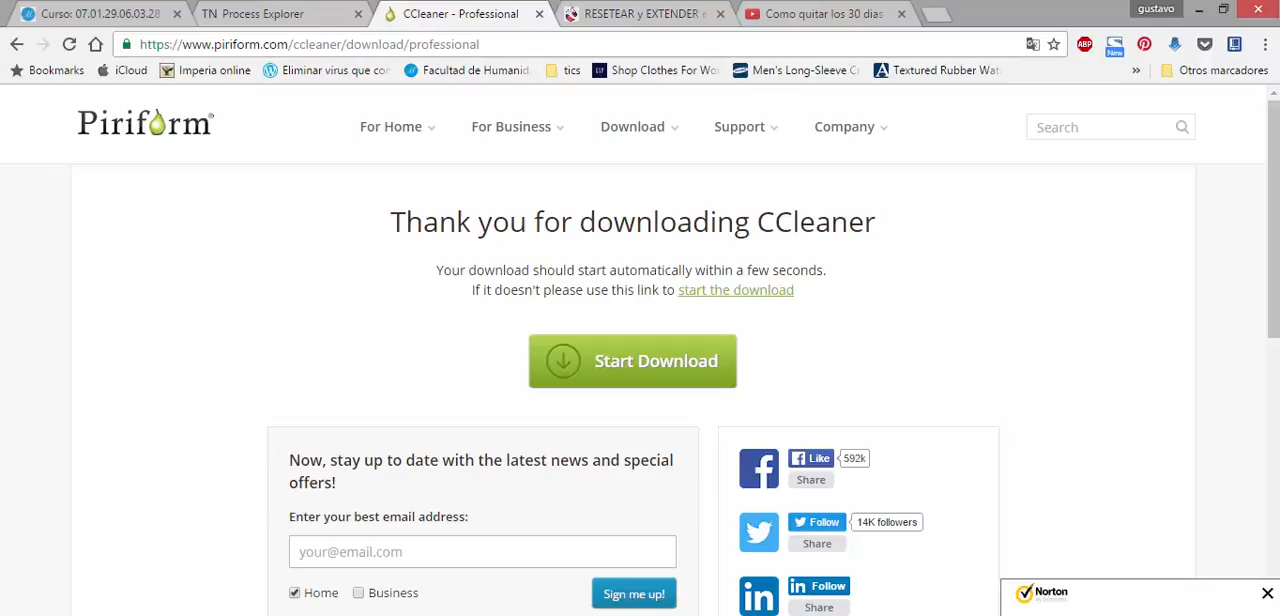 Curso: 07.01.29.06.03.28
TN Process Explorer
CCleaner - Professional
RESETEAR y EXTENDER e
Como quitar los 30 dias
gustavo
https://www.piriform.com/ccleaner/download/professional
ABP
New
Bookmarks
iCloud
Imperia online
Eliminar virus que con
Facultad de Humanid
tics
Shop Clothes For Wo
Men's Long-Sleeve C
Textured Rubber Wat
»
Otros marcadores
Piriform
For Home
For Business
Download
Support
Company
Search
Thank you for downloading CCleaner
Your download should start automatically within a few seconds.
If it doesn't please use this link to start the download
Start Download
Now, stay up to date with the latest news and special
offers!
Enter your best email address:
your@email.com
Home
Business
Sign me up!
Like
592k
Share
Follow
14K followers
Share
in Follow
Share
Norton